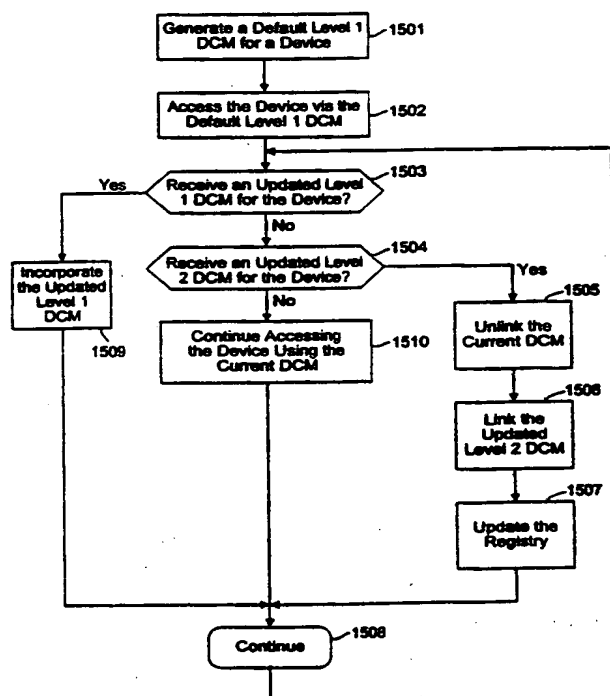 Generate a Default Level 1
DCM for a Device
1501
Access the Device via the
Default Level 1 DCM
1502
Receive an Updated Level
1 DCM for the Device?
1503
Yes
No
Receive an Updated Level
2 DCM for the Device?
1504
Yes
No
Incorporate
the Updated
Level 1
DCM
1509
Continue Accessing
the Device Using the
Current DCM
1510
Unlink the
Current DCM
1505
Link the
Updated
Level 2 DCM
1506
Update the
Registry
1507
Continue
1508